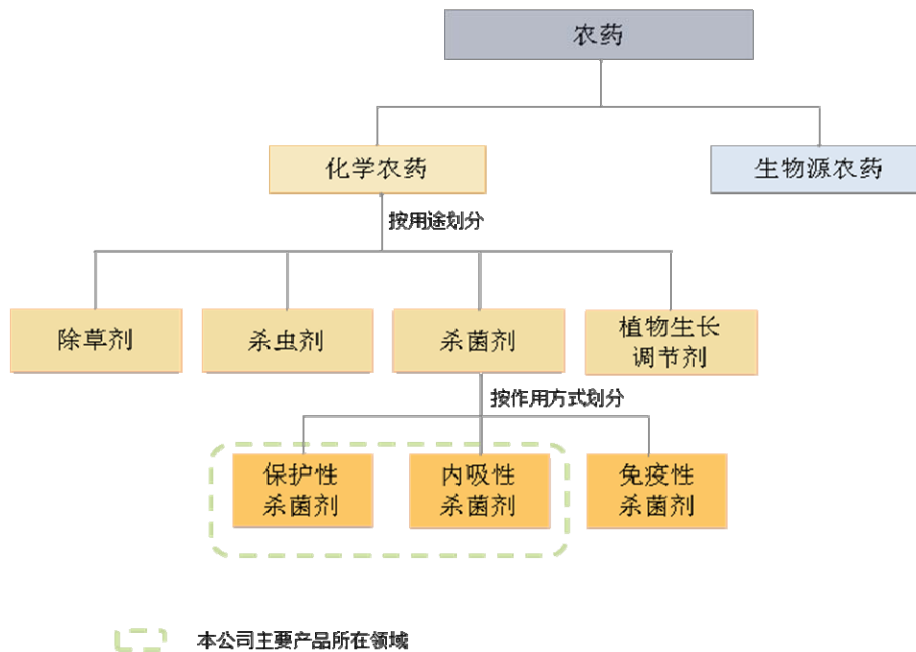 农药
化学农药
生物源农药
按用途划分
除草剂
杀虫剂
杀菌剂
植物生长
调节剂
按作用方式划分
保护性
杀菌剂
内吸性
杀菌剂
免疫性
杀菌剂
本公司主要产品所在领域